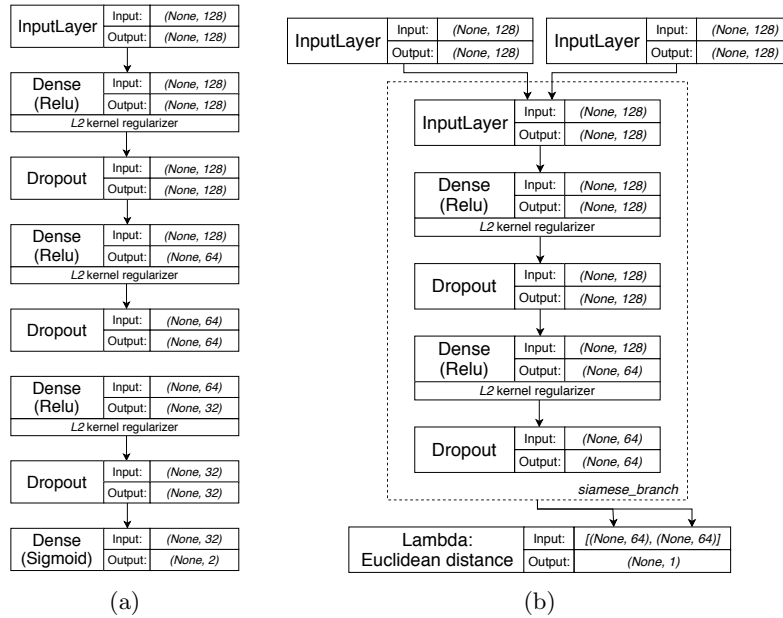 InputLayer Input: (None, 128)
Output: (None, 128)
Dense (Relu) Input: (None, 128)
Output: (None, 128)
L2 kernel regularizer
Dropout Input: (None, 128)
Output: (None, 128)
Dense (Relu) Input: (None, 128)
Output: (None, 64)
L2 kernel regularizer
Dropout Input: (None, 64)
Output: (None, 64)
Dense (Relu) Input: (None, 64)
Output: (None, 32)
L2 kernel regularizer
Dropout Input: (None, 32)
Output: (None, 32)
Dense (Sigmoid) Input: (None, 32)
Output: (None, 2)
(a)
InputLayer Input: (None, 128)
Output: (None, 128)
InputLayer Input: (None, 128)
Output: (None, 128)
InputLayer Input: (None, 128)
Output: (None, 128)
Dense (Relu) Input: (None, 128)
Output: (None, 128)
L2 kernel regularizer
Dropout Input: (None, 128)
Output: (None, 128)
Dense (Relu) Input: (None, 128)
Output: (None, 64)
L2 kernel regularizer
Dropout Input: (None, 64)
Output: (None, 64)
siamese_branch
Lambda: Euclidean distance Input: [(None, 64), (None, 64)]
Output: (None, 1)
(b)